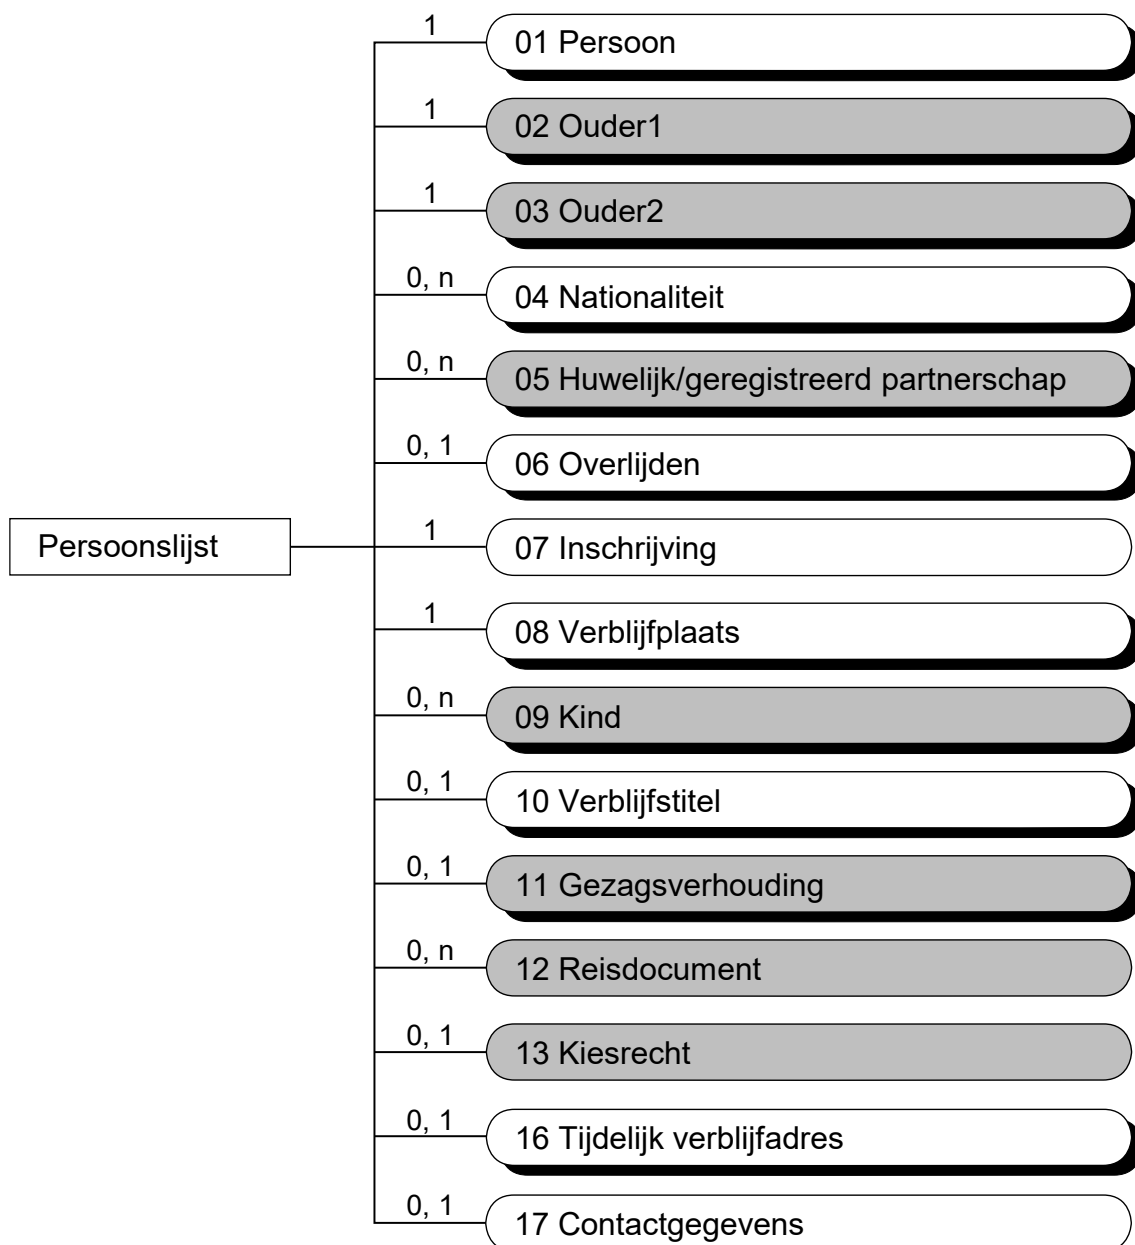 1
01 Persoon
1
02 Ouder1
1
03 Ouder2
0, n
04 Nationaliteit
0, n
05 Huwelijk/geregistreerd partnerschap
0, 1
06 Overlijden
Persoonslijst
1
07 Inschrijving
1
08 Verblijfplaats
0, n
09 Kind
0, 1
10 Verblijfstitel
0, 1
11 Gezagsverhouding
0, n
12 Reisdocument
0, 1
13 Kiesrecht
0, 1
16 Tijdelijk verblijfadres
0, 1
17 Contactgegevens